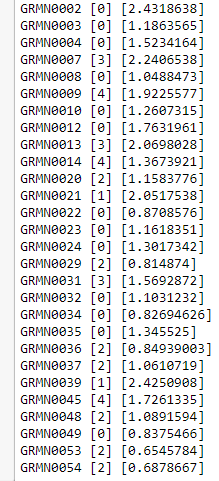 GRMN0002 [0] [2.4318638]
GRMN0003 [0] [1.1863565]
GRMN0004 [0] [1.5234164]
GRMN0007 [3] [2.2406538]
GRMN0008 [0] [1.0488473]
GRMN0009 [4] [1.9225577]
GRMN0010 [0] [1.2607315]
GRMN0012 [0] [1.7631961]
GRMN0013 [3] [2.0698028]
GRMN0014 [4] [1.3673921]
GRMN0020 [2] [1.1583776]
GRMN0021 [1] [2.0517538]
GRMN0022 [0] [0.8708576]
GRMN0023 [0] [1.1618351]
GRMN0024 [0] [1.3017342]
GRMN0029 [2] [0.814874]
GRMN0031 [3] [1.5692872]
GRMN0032 [0] [1.1031232]
GRMN0034 [0] [0.82694626]
GRMN0035 [0] [1.345525]
GRMN0036 [2] [0.84939003]
GRMN0037 [2] [1.0610719]
GRMN0039 [1] [2.4250908]
GRMN0045 [4] [1.7261335]
GRMN0048 [2] [1.0891594]
GRMN0049 [0] [0.8375466]
GRMN0053 [2] [0.6545784]
GRMN0054 [2] [0.6878667]